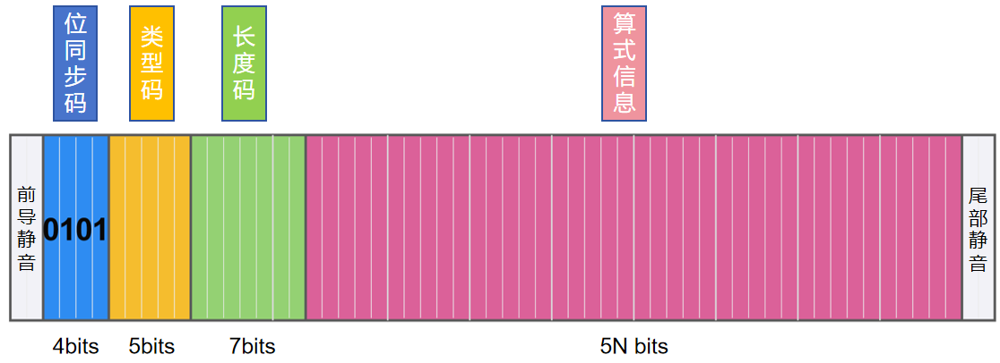 位同步码
类型码
长度码
算式信息
前导静音
0101
尾部静音
4bits
5bits
7bits
5N bits